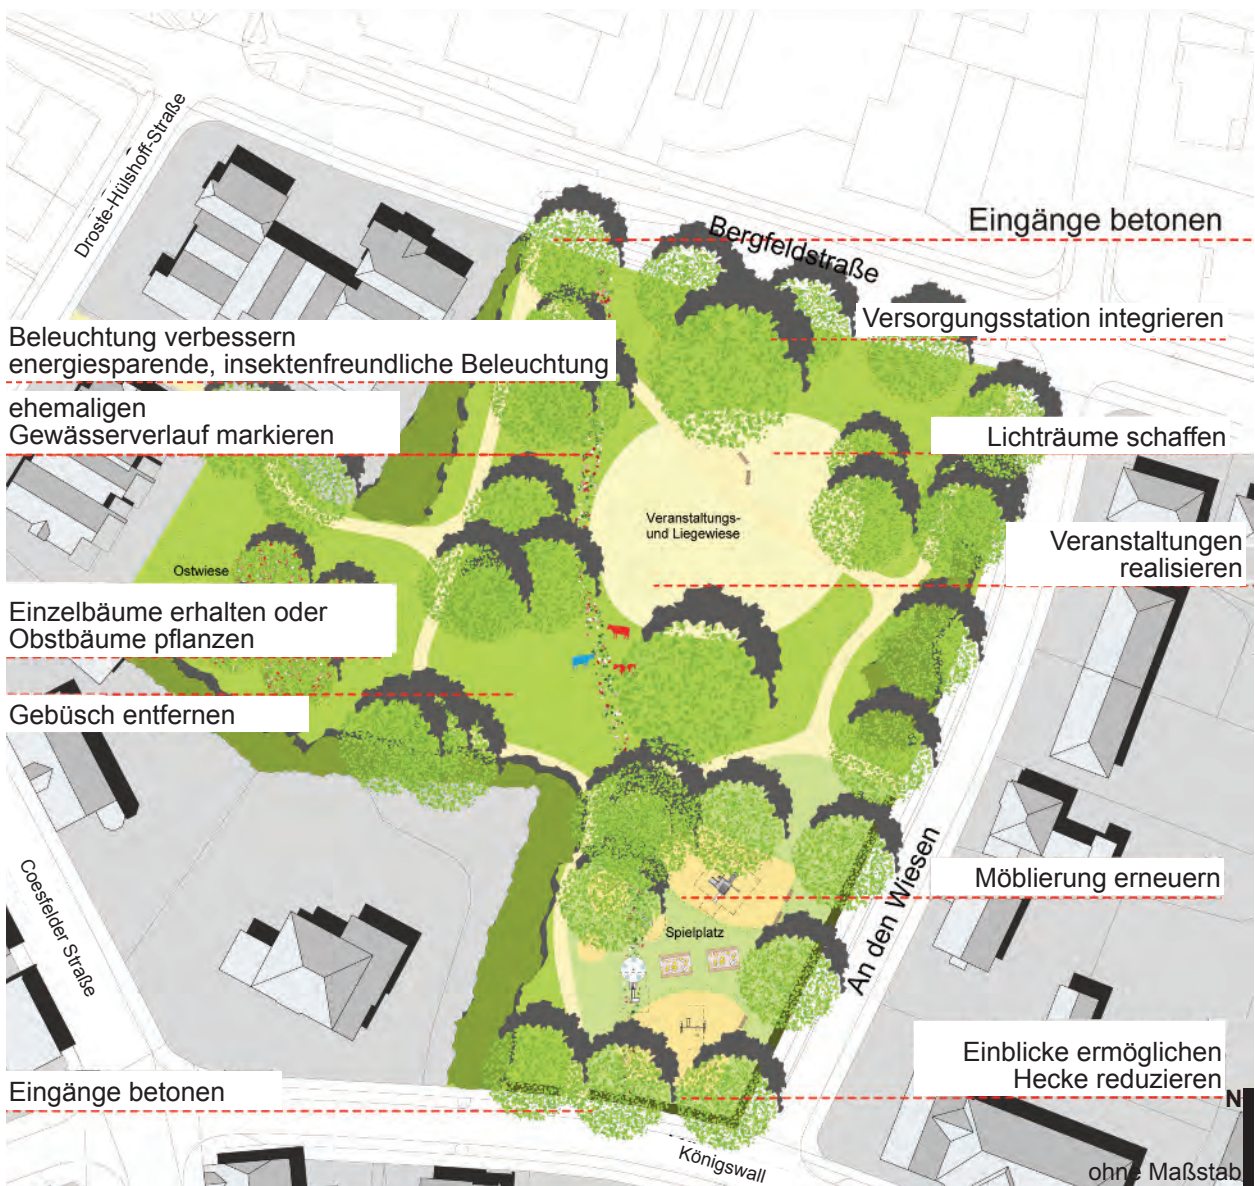 Droste-Hülshoff-Straße
Bergfeldstraße
Eingänge betonen
Versorgungsstation integrieren
Beleuchtung verbessern
energiesparende, insektenfreundliche Beleuchtung
ehemaligen
Gewässerverlauf markieren
Lichträume schaffen
Veranstaltungs-
und Liegewiese
Veranstaltungen
realisieren
Ostwiese
Einzelbäume erhalten oder
Obstbäume pflanzen
Gebüsch entfernen
Coesfelder Straße
An den Wiesen
Möblierung erneuern
Spielplatz
Einblicke ermöglichen
Hecke reduzieren
Eingänge betonen
N
Königswall
ohne Maßstab